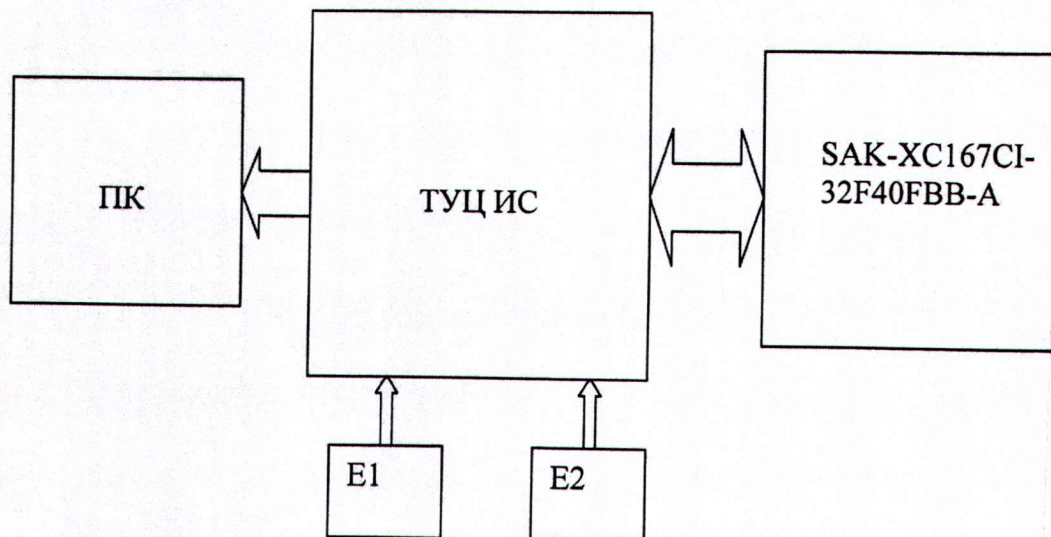 ПК
ТУЦ ИС
SAK-XC167CI-
32F40FBB-A
E1
E2